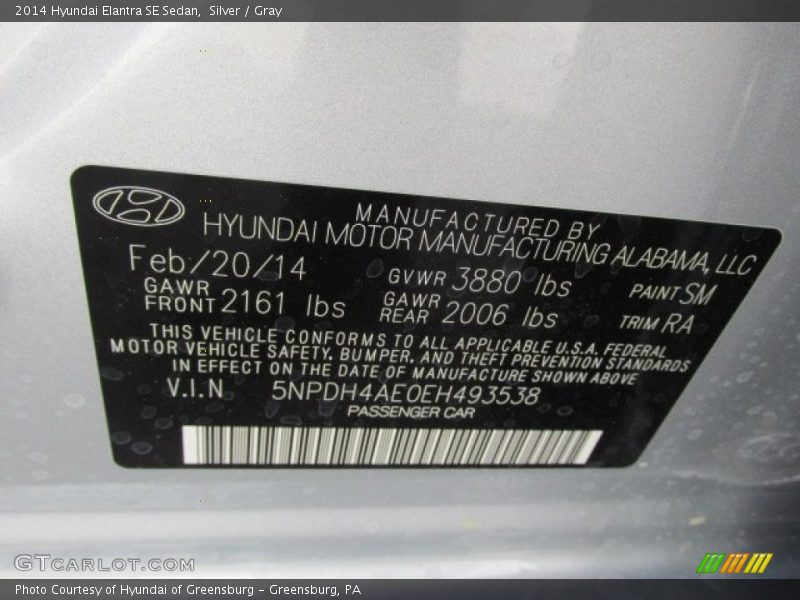 2014 Hyundai Elantra SE Sedan,  Silver / Gray
MANUFACTURED BY
HYUNDAI MOTOR MANUFACTURING ALABAMA, LLC
Feb/20/14 GVWR 3880 lbs PAINT SM
GAWR FRONT 2161 lbs GAWR REAR 2006 lbs TRIM RA
THIS VEHICLE CONFORMS TO ALL APPLICABLE U.S.A. FEDERAL
MOTOR VEHICLE SAFETY, BUMPER, AND THEFT PREVENTION STANDARDS
IN EFFECT ON THE DATE OF MANUFACTURE SHOWN ABOVE
V.I.N 5NPDH4AE0EH493538
PASSENGER CAR
GTCARLOT.COM
Photo Courtesy of Hyundai of Greensburg - Greensburg, PA